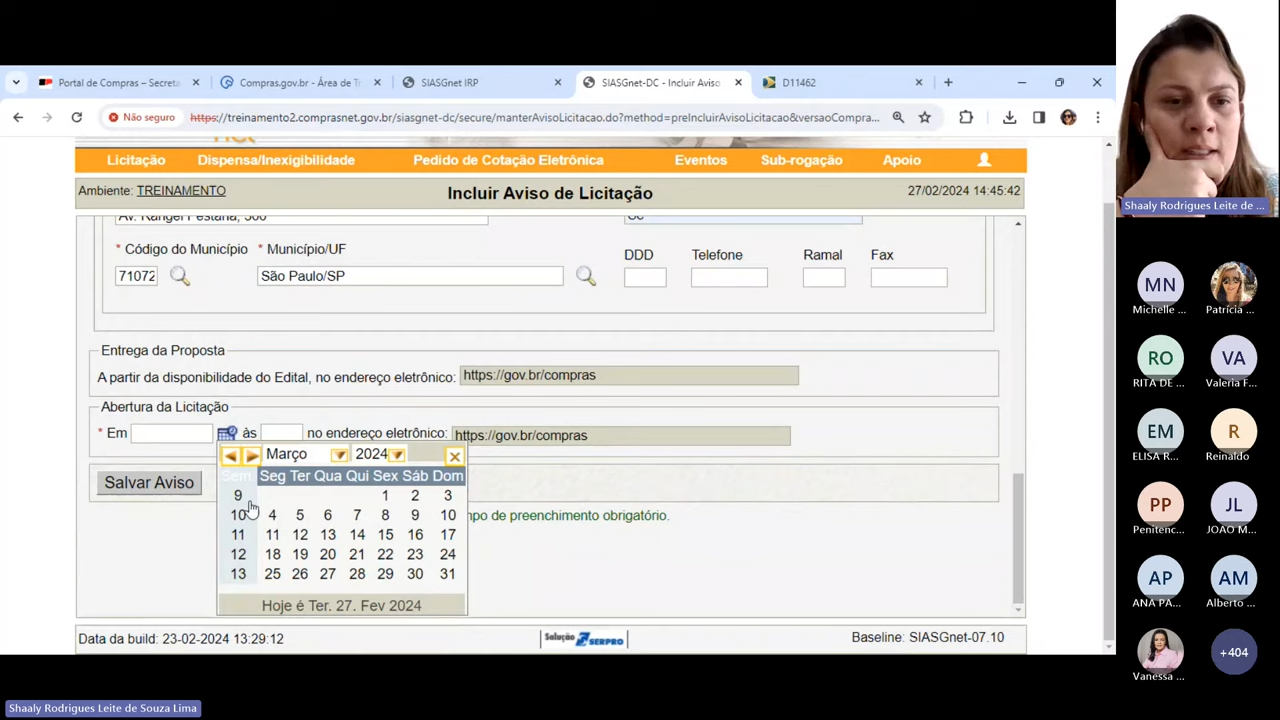 Portal de Compras – Secreta
Compras.gov.br - Área de Tr
SIASGnet IRP
SIASGnet-DC - Incluir Aviso
D11462
Não seguro
https://treinamento2.comprasnet.gov.br/siasgnet-dc/secure/manterAvisoLicitacao.do?method=preIncluirAvisoLicitacao&versaoCompra...
Licitação Dispensa/Inexigibilidade Pedido de Cotação Eletrônica Eventos Sub-rogação Apoio
Ambiente: TREINAMENTO
Incluir Aviso de Licitação
27/02/2024 14:45:42
Av. Rangel Pestana, 300
* Código do Município * Município/UF DDD Telefone Ramal Fax
71072 São Paulo/SP
Entrega da Proposta
A partir da disponibilidade do Edital, no endereço eletrônico: https://gov.br/compras
Abertura da Licitação
* Em às no endereço eletrônico: https://gov.br/compras
Março 2024
Sem Seg Ter Qua Qui Sex Sáb Dom
9 1 2 3
10 4 5 6 7 8 9 10
11 11 12 13 14 15 16 17
12 18 19 20 21 22 23 24
13 25 26 27 28 29 30 31
Hoje é Ter. 27. Fev 2024
Salvar Aviso
mpo de preenchimento obrigatório.
Data da build: 23-02-2024 13:29:12
Solução SERPRO
Baseline: SIASGnet-07.10
Shaaly Rodrigues Leite de ...
MN
Michelle ...
Patrícia ...
RO
RITA DE ...
VA
Valeria F...
EM
ELISA R...
R
Reinaldo
PP
Penitenc...
JL
JOAO M...
AP
ANA PA...
AM
Alberto ...
Vanessa ...
+404
Shaaly Rodrigues Leite de Souza Lima